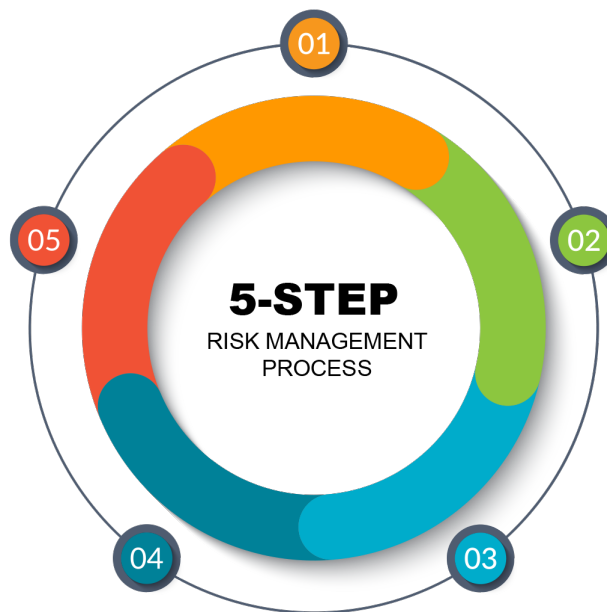 01
02
03
04
05
5-STEP
RISK MANAGEMENT
PROCESS